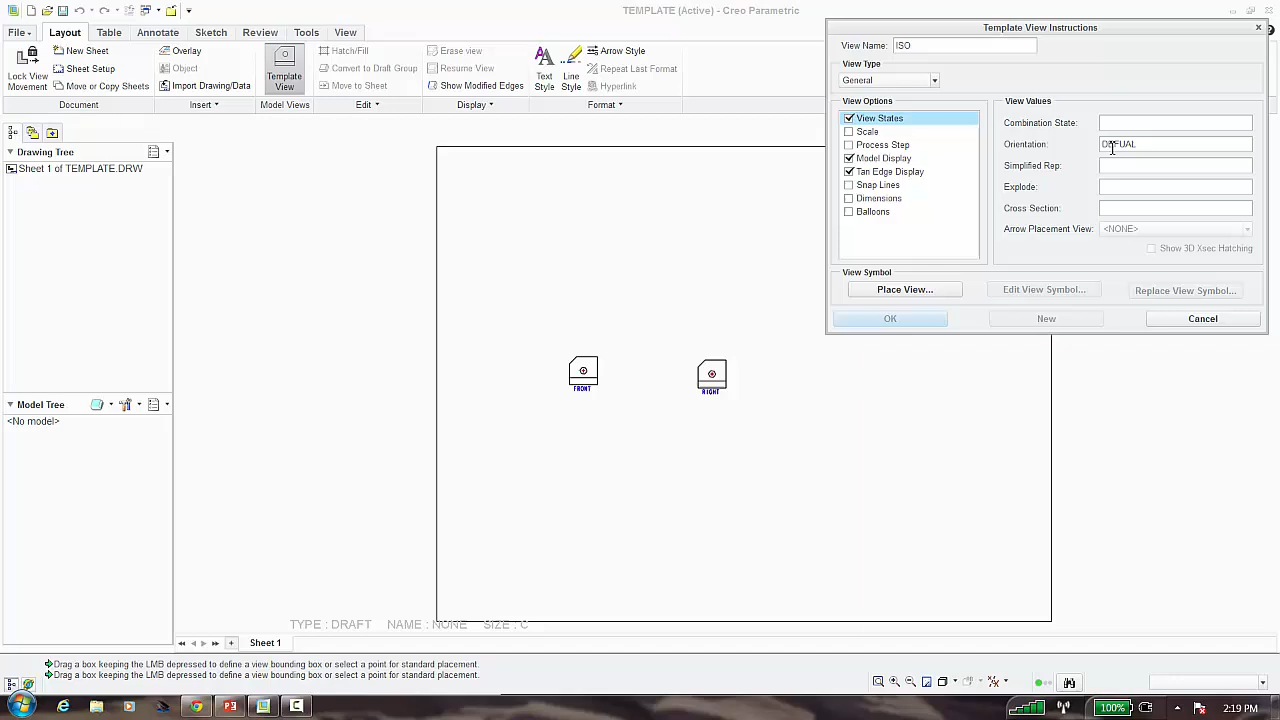 TEMPLATE (Active) - Creo Parametric
File Layout Table Annotate Sketch Review Tools View
New Sheet
Sheet Setup
Move or Copy Sheets
Lock View Movement
Document
Overlay
Object
Import Drawing/Data
Insert
Template View
Model Views
Hatch/Fill
Convert to Draft Group
Move to Sheet
Edit
Erase view
Resume View
Show Modified Edges
Display
Text Style
Line Style
Arrow Style
Repeat Last Format
Hyperlink
Format
Template View Instructions
View Name: ISO
View Type
General
View Options
View States
Scale
Process Step
Model Display
Tan Edge Display
Snap Lines
Dimensions
Balloons
View Values
Combination State:
Orientation: DEFUAL
Simplified Rep:
Explode:
Cross Section:
Arrow Placement View: <NONE>
Show 3D Xsec Hatching
View Symbol
Place View...
Edit View Symbol...
Replace View Symbol...
OK
New
Cancel
Drawing Tree
Sheet 1 of TEMPLATE.DRW
Model Tree
<No model>
FRONT
RIGHT
TYPE : DRAFT NAME : NONE SIZE : C
Sheet 1
Drag a box keeping the LMB depressed to define a view bounding box or select a point for standard placement.
Drag a box keeping the LMB depressed to define a view bounding box or select a point for standard placement.
100%
2:19 PM